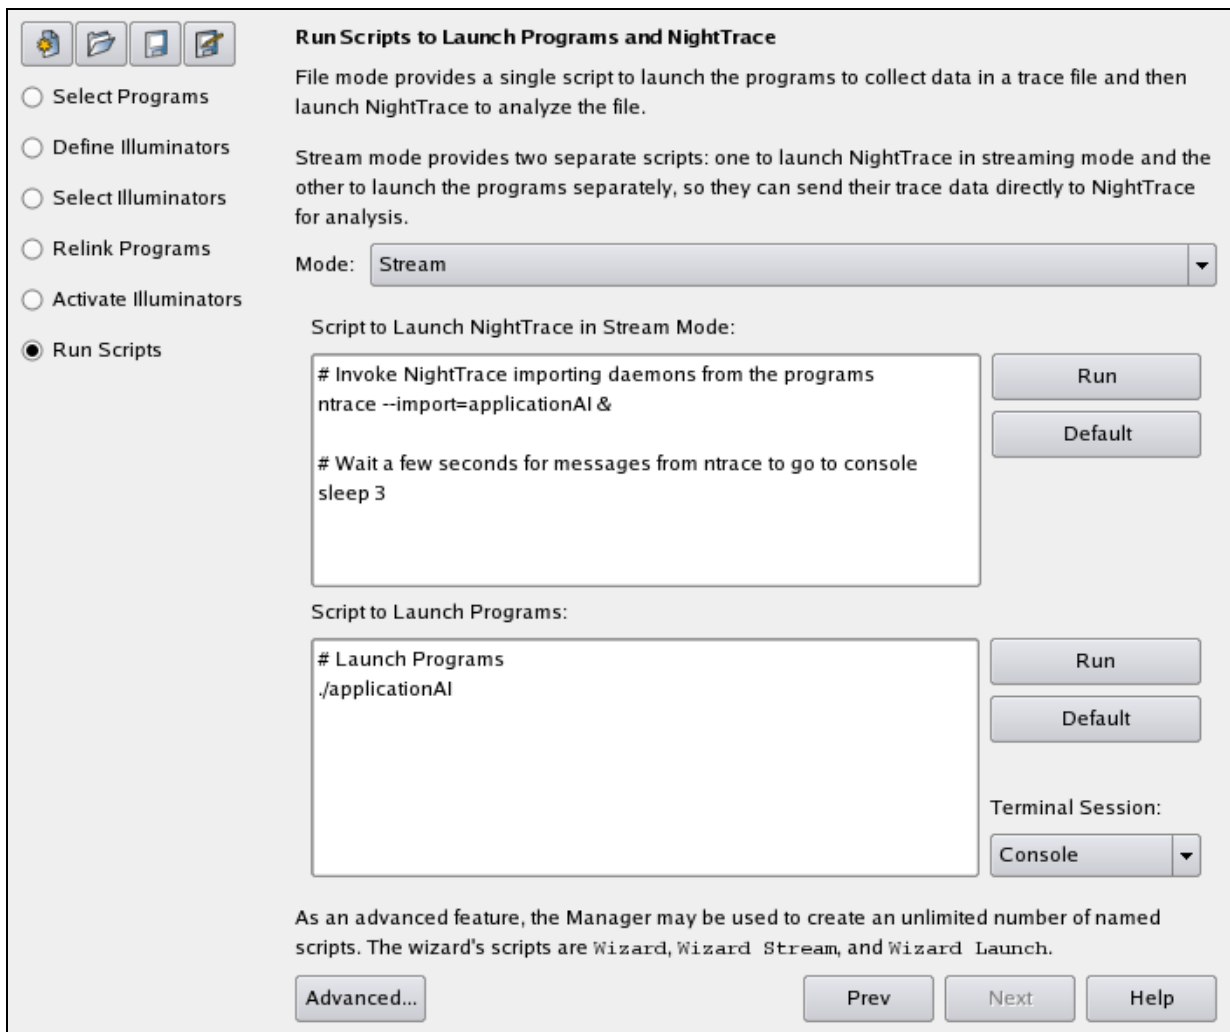 Run Scripts to Launch Programs and NightTrace
File mode provides a single script to launch the programs to collect data in a trace file and then
launch NightTrace to analyze the file.
Stream mode provides two separate scripts: one to launch NightTrace in streaming mode and the
other to launch the programs separately, so they can send their trace data directly to NightTrace
for analysis.
Select Programs
Define Illuminators
Select Illuminators
Relink Programs
Activate Illuminators
Run Scripts
Mode: Stream
Script to Launch NightTrace in Stream Mode:
# Invoke NightTrace importing daemons from the programs
ntrace --import=applicationAI &
# Wait a few seconds for messages from ntrace to go to console
sleep 3
Run
Default
Script to Launch Programs:
# Launch Programs
./applicationAI
Run
Default
Terminal Session:
Console
As an advanced feature, the Manager may be used to create an unlimited number of named
scripts. The wizard's scripts are Wizard, Wizard Stream, and Wizard Launch.
Advanced... Prev Next Help